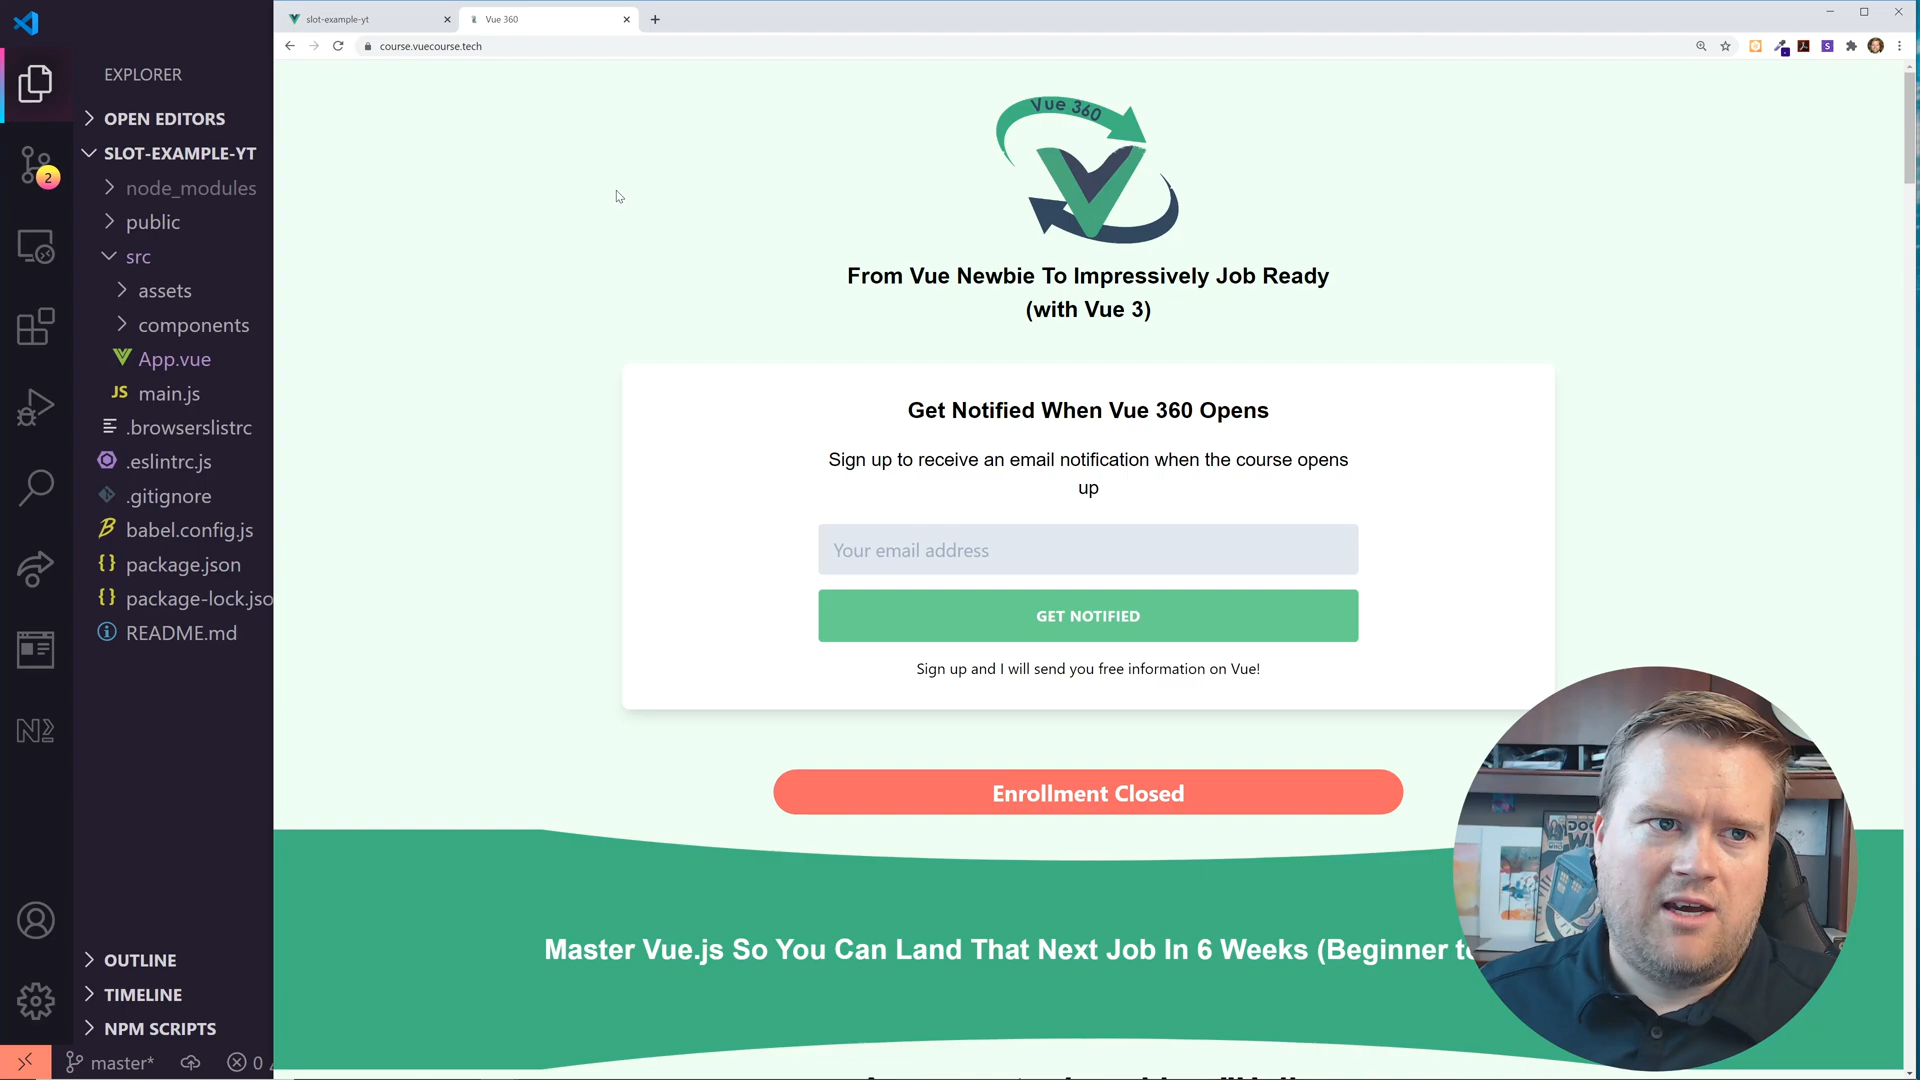 slot-example-yt
Vue 360
course.vuecourse.tech
EXPLORER
OPEN EDITORS
SLOT-EXAMPLE-YT
2
node_modules
public
src
assets
components
App.vue
JS main.js
.browserslistrc
.eslintrc.js
.gitignore
babel.config.js
{} package.json
{} package-lock.jso
README.md
OUTLINE
TIMELINE
NPM SCRIPTS
master*
0
Vue 360
From Vue Newbie To Impressively Job Ready
(with Vue 3)
Get Notified When Vue 360 Opens
Sign up to receive an email notification when the course opens
up
Your email address
GET NOTIFIED
Sign up and I will send you free information on Vue!
Enrollment Closed
Master Vue.js So You Can Land That Next Job In 6 Weeks (Beginner t